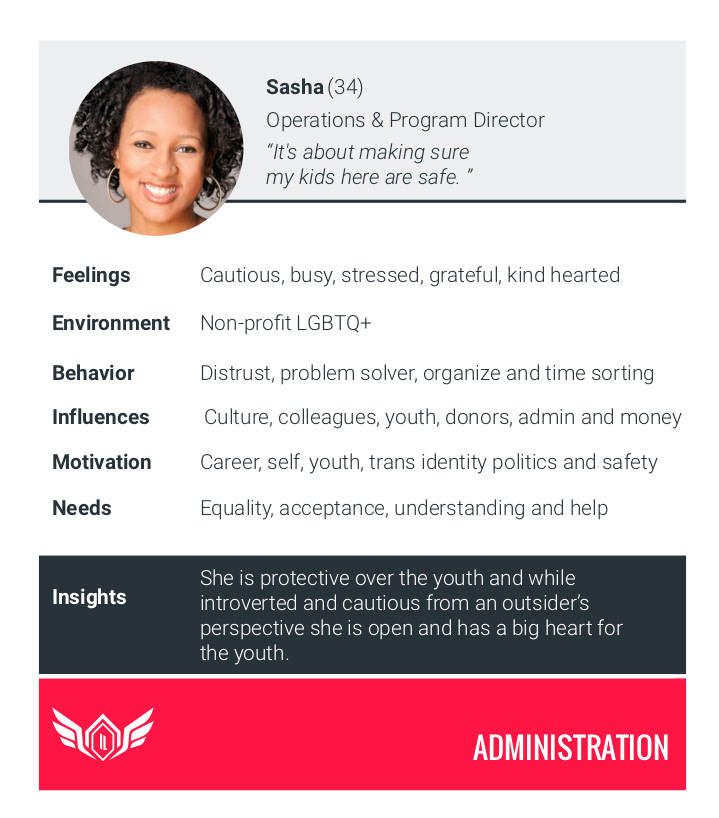 Sasha (34)
Operations & Program Director
“It's about making sure
my kids here are safe. ”
Feelings Cautious, busy, stressed, grateful, kind hearted
Environment Non-profit LGBTQ+
Behavior Distrust, problem solver, organize and time sorting
Influences Culture, colleagues, youth, donors, admin and money
Motivation Career, self, youth, trans identity politics and safety
Needs Equality, acceptance, understanding and help
Insights
She is protective over the youth and while
introverted and cautious from an outsider’s
perspective she is open and has a big heart for
the youth.
IL
ADMINISTRATION